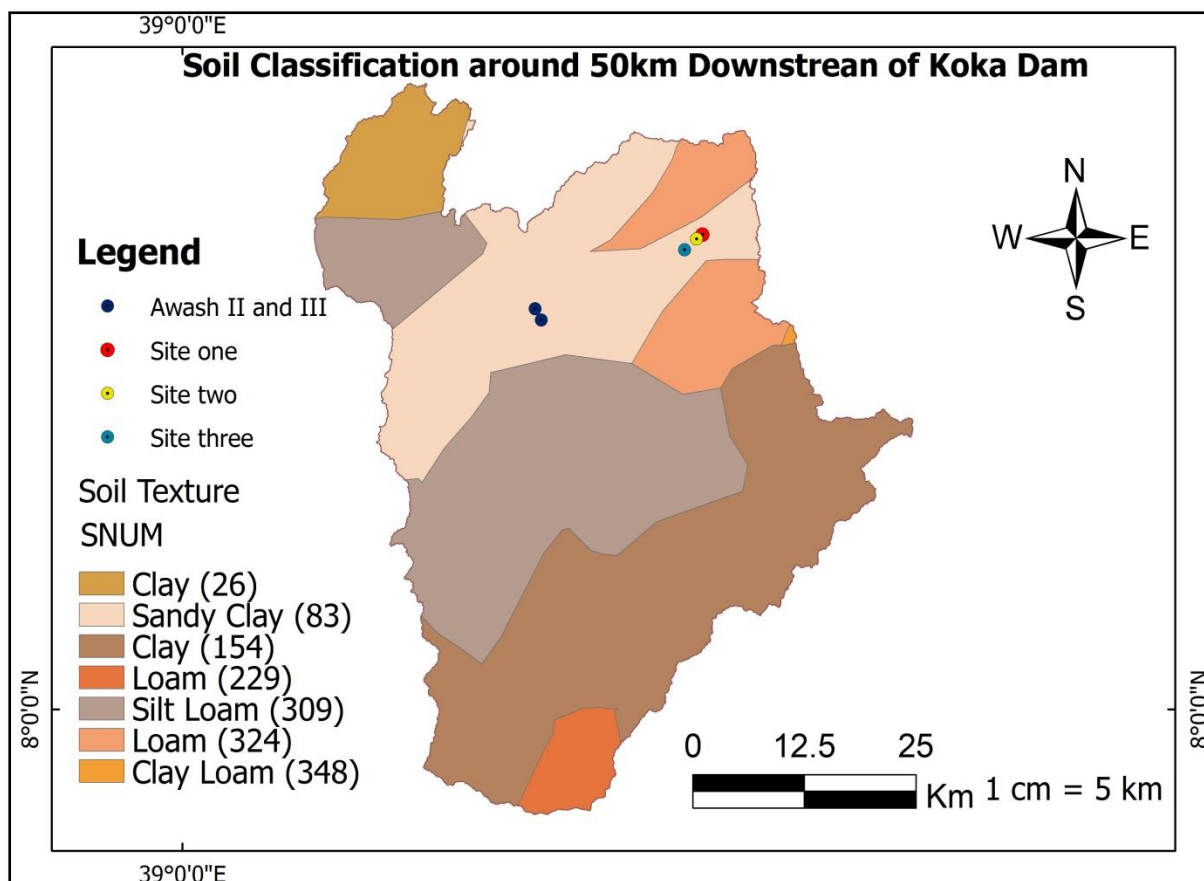 39°0'0"E
Soil Classification around 50km Downstrean of Koka Dam
N
W E
S
Legend
Awash II and III
Site one
Site two
Site three
Soil Texture
SNUM
Clay (26)
Sandy Clay (83)
Clay (154)
Loam (229)
Silt Loam (309)
Loam (324)
Clay Loam (348)
8°0'0"N
8°0'0"N
0 12.5 25
Km 1 cm = 5 km
39°0'0"E